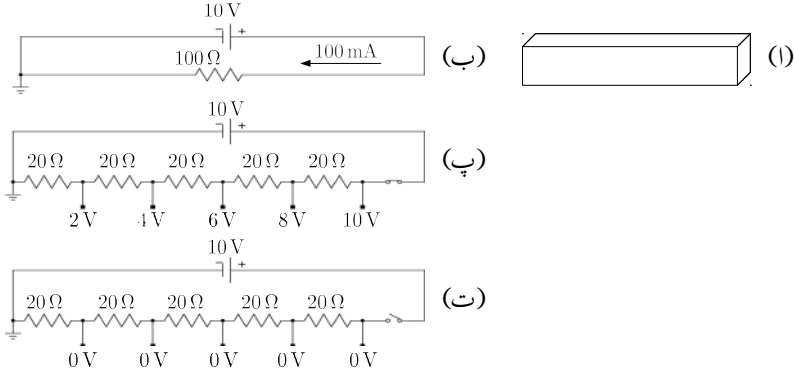 10 V
100 Ω
100 mA
(ب)
(ا)
10 V
20 Ω 20 Ω 20 Ω 20 Ω 20 Ω
(پ)
2 V 4 V 6 V 8 V 10 V
10 V
20 Ω 20 Ω 20 Ω 20 Ω 20 Ω
(ت)
0 V 0 V 0 V 0 V 0 V